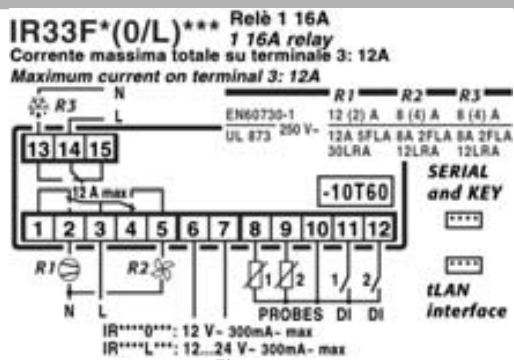 IR33F*(0/L)*** Relè 1 16A
1 16A relay
Corrente massima totale su terminale 3: 12A
Maximum current on terminal 3: 12A
N
R3
L
R1 R2 R3
EN60730-1 12 (2) A 8 (4) A 8 (4) A
UL 873 250 V~ 12A 5FLA 8A 2FLA 8A 2FLA
30LRA 12LRA 12LRA
13 14 15
12 A max
-10T60
SERIAL
and KEY
1 2 3 4 5 6 7 8 9 10 11 12
R1 R2
1 2 1 2
N L
PROBES DI DI
tLAN
interface
IR****0***: 12 V~ 300mA~ max
IR****L***: 12...24 V~ 300mA~ max